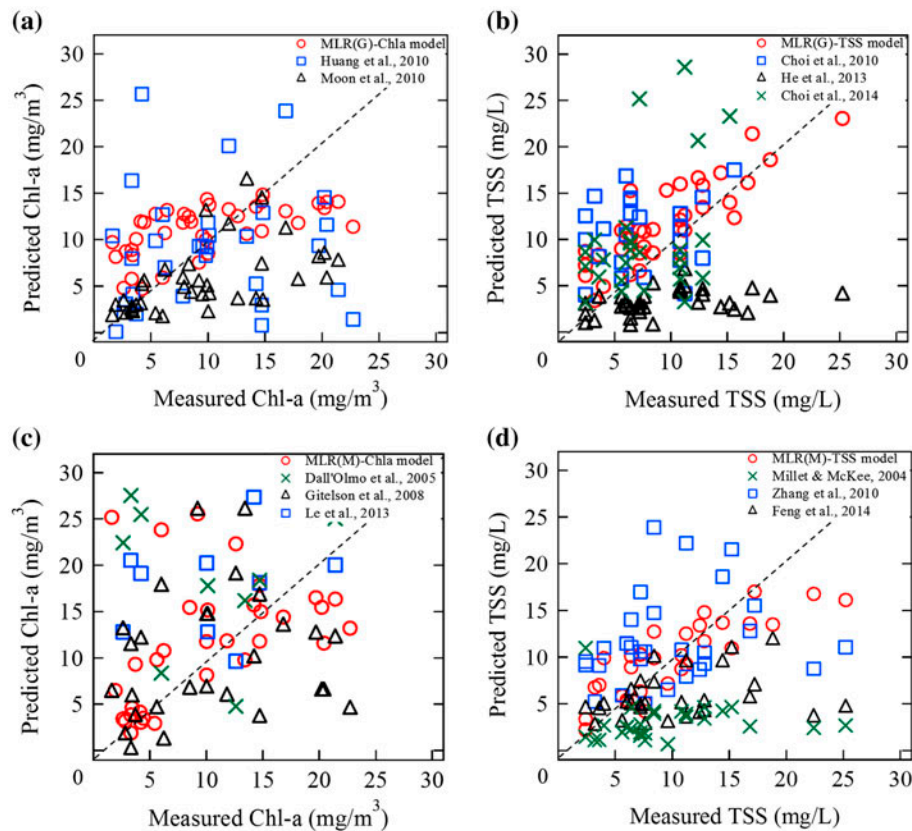 (a)
30
25
20
15
10
5
0
5
10
15
20
25
30
Predicted Chl-a (mg/m³)
Measured Chl-a (mg/m³)
MLR(G)-Chla model
Huang et al., 2010
Moon et al., 2010
(b)
30
25
20
15
10
5
0
5
10
15
20
25
30
Predicted TSS (mg/L)
Measured TSS (mg/L)
MLR(G)-TSS model
Choi et al., 2010
He et al., 2013
Choi et al., 2014
(c)
30
25
20
15
10
5
0
5
10
15
20
25
30
Predicted Chl-a (mg/m³)
Measured Chl-a (mg/m³)
MLR(M)-Chla model
Dall'Olmo et al., 2005
Gitelson et al., 2008
Le et al., 2013
(d)
30
25
20
15
10
5
0
5
10
15
20
25
30
Predicted TSS (mg/L)
Measured TSS (mg/L)
MLR(M)-TSS model
Millet & McKee, 2004
Zhang et al., 2010
Feng et al., 2014